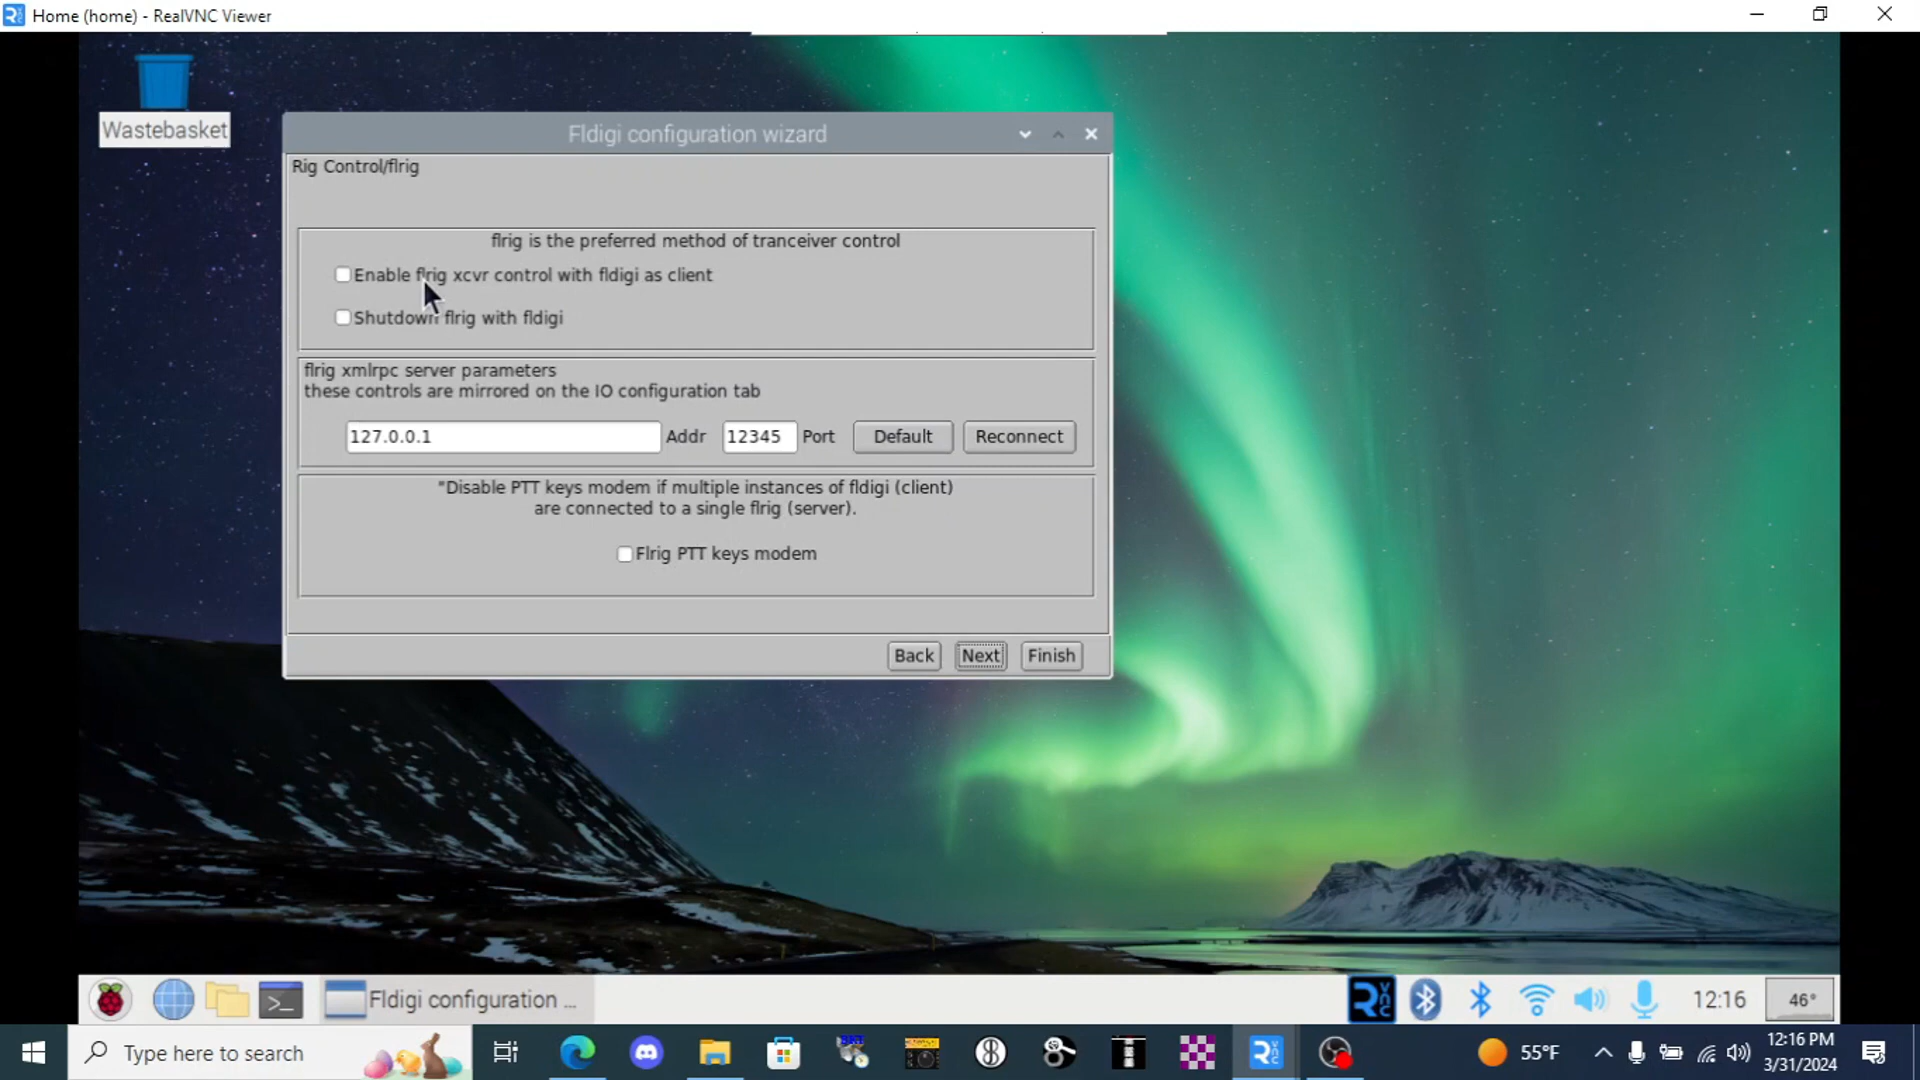 Home (home) - RealVNC Viewer
Wastebasket
Fldigi configuration wizard
Rig Control/flrig
flrig is the preferred method of tranceiver control
Enable flrig xcvr control with fldigi as client
Shutdown flrig with fldigi
flrig xmlrpc server parameters
these controls are mirrored on the IO configuration tab
127.0.0.1 Addr 12345 Port Default Reconnect
"Disable PTT keys modem if multiple instances of fldigi (client)
are connected to a single flrig (server).
Flrig PTT keys modem
Back Next Finish
Fldigi configuration ... 12:16 46°
Type here to search 55°F 12:16 PM
3/31/2024